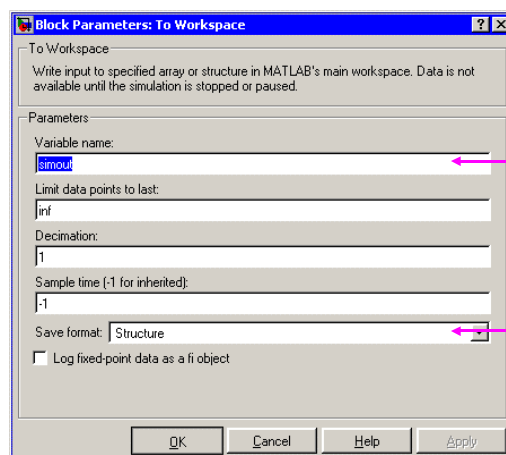 Block Parameters: To Workspace
To Workspace
Write input to specified array or structure in MATLAB's main workspace. Data is not
available until the simulation is stopped or paused.
Parameters
Variable name:
simout
Limit data points to last:
inf
Decimation:
1
Sample time (-1 for inherited):
-1
Save format: Structure
Log fixed-point data as a fi object
OK Cancel Help Apply